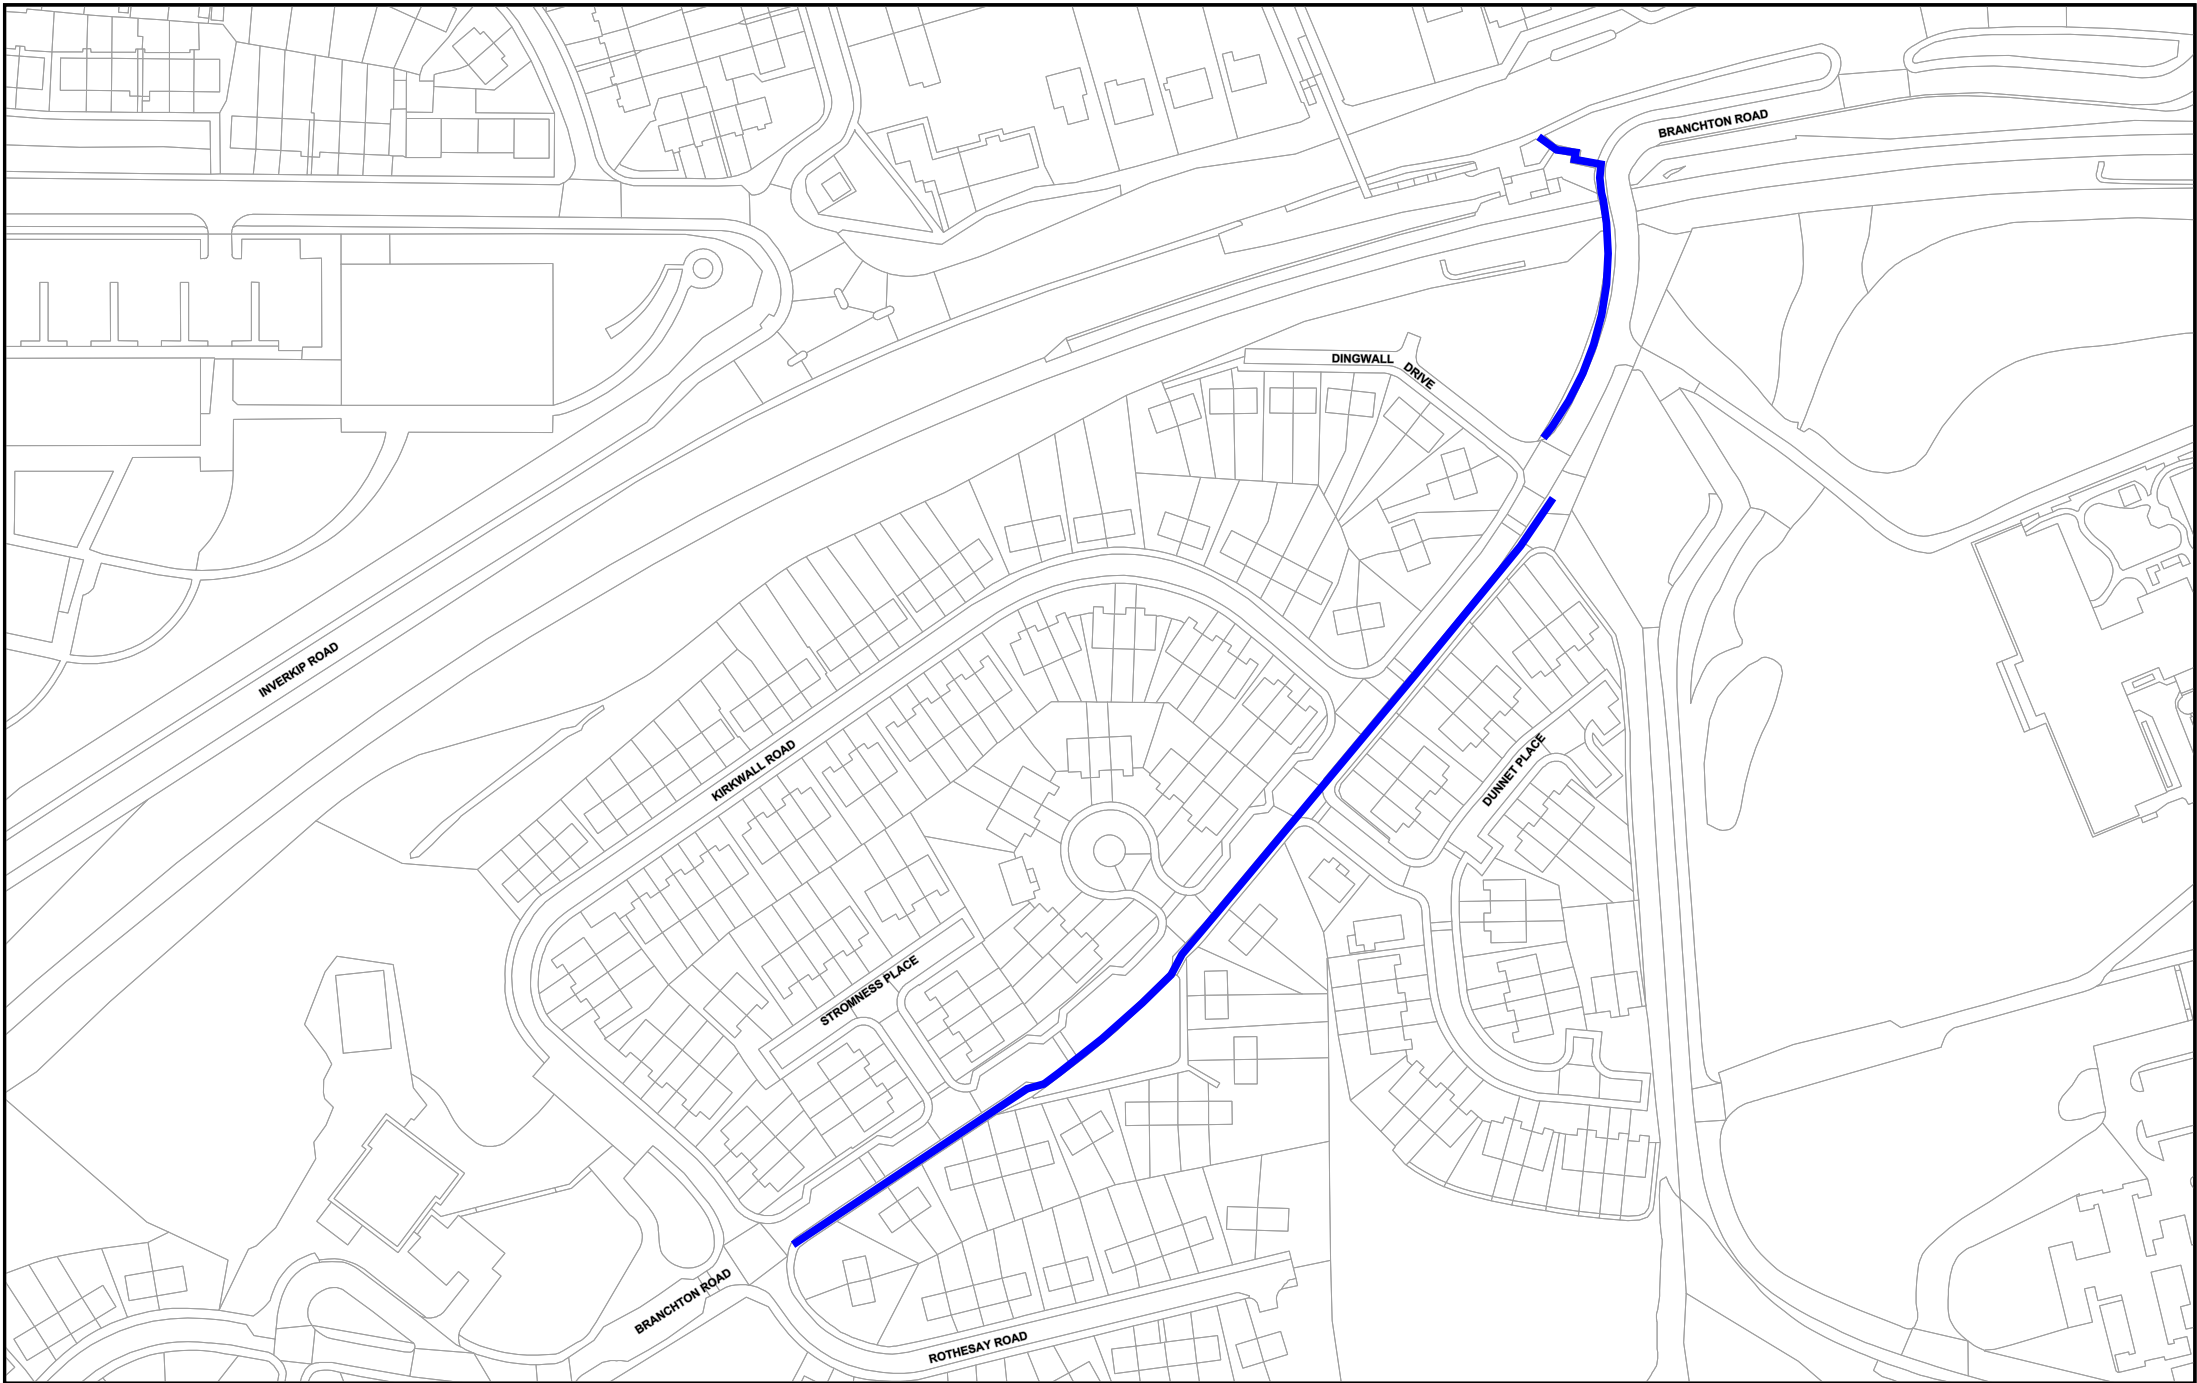 BRANCHTON ROAD
DINGWALL
DRIVE
INVERKIP ROAD
KIRKWALL ROAD
DUNNET PLACE
STROMNESS PLACE
BRANCHTON ROAD
ROTHESAY ROAD